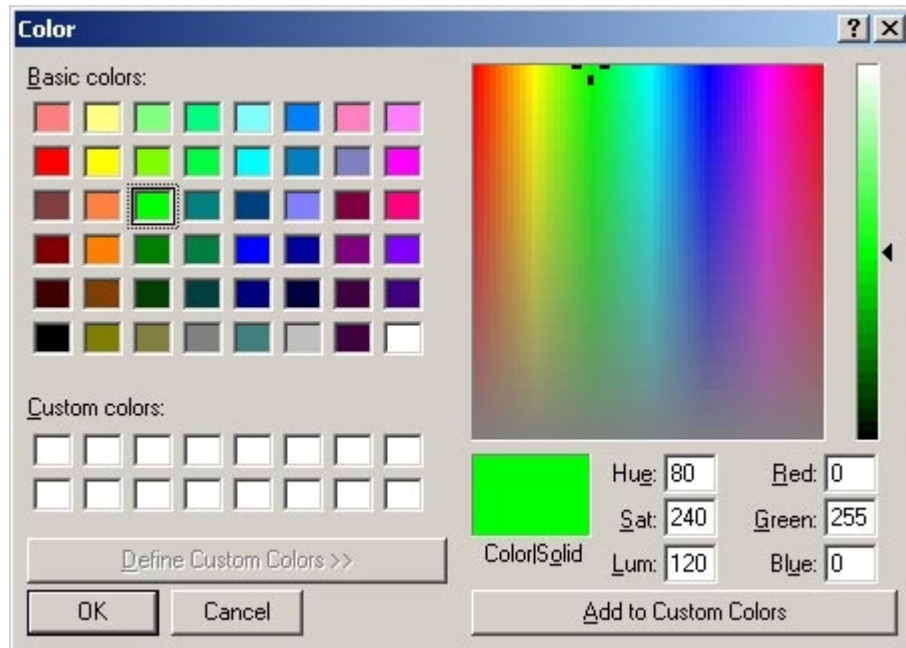 Color
Basic colors:
Custom colors:
Define Custom Colors >>
OK Cancel
Color|Solid
Hue: 80 Red: 0
Sat: 240 Green: 255
Lum: 120 Blue: 0
Add to Custom Colors